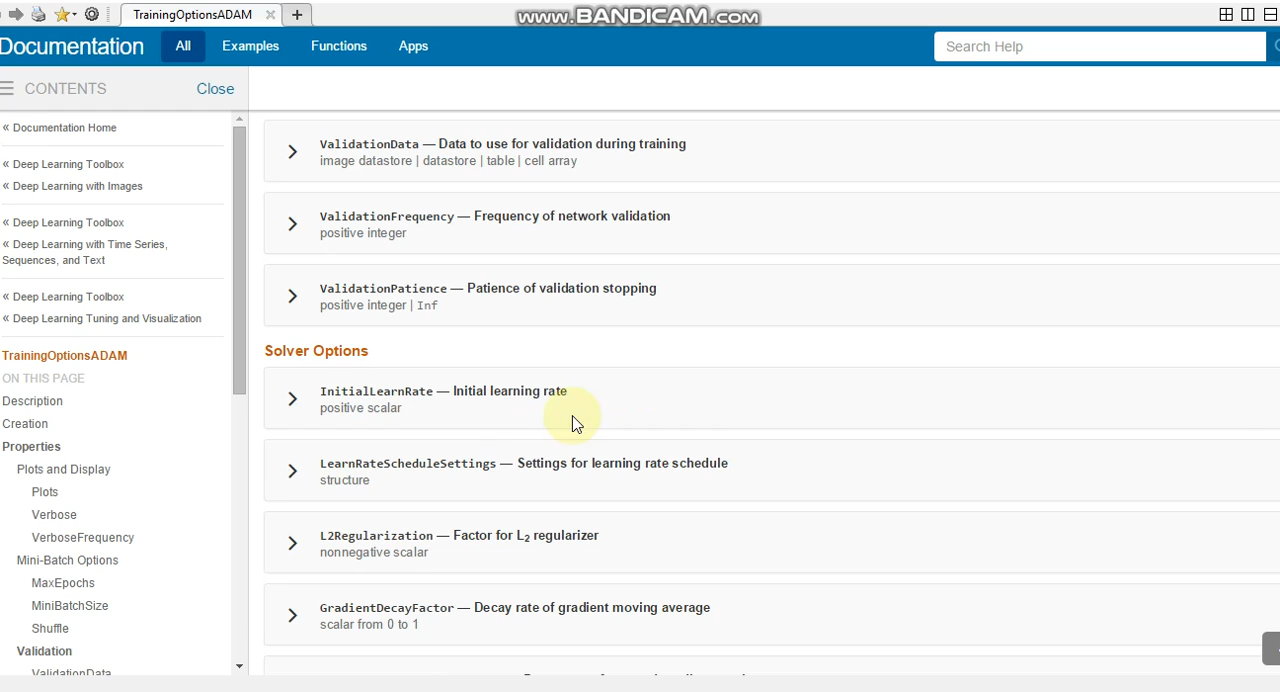 TrainingOptionsADAM
www.BANDICAM.com
Documentation
All
Examples
Functions
Apps
Search Help
CONTENTS
Close
« Documentation Home
« Deep Learning Toolbox
« Deep Learning with Images
« Deep Learning Toolbox
« Deep Learning with Time Series,
Sequences, and Text
« Deep Learning Toolbox
« Deep Learning Tuning and Visualization
TrainingOptionsADAM
ON THIS PAGE
Description
Creation
Properties
Plots and Display
Plots
Verbose
VerboseFrequency
Mini-Batch Options
MaxEpochs
MiniBatchSize
Shuffle
Validation
ValidationData
ValidationData — Data to use for validation during training
image datastore | datastore | table | cell array
ValidationFrequency — Frequency of network validation
positive integer
ValidationPatience — Patience of validation stopping
positive integer | Inf
Solver Options
InitialLearnRate — Initial learning rate
positive scalar
LearnRateScheduleSettings — Settings for learning rate schedule
structure
L2Regularization — Factor for L₂ regularizer
nonnegative scalar
GradientDecayFactor — Decay rate of gradient moving average
scalar from 0 to 1